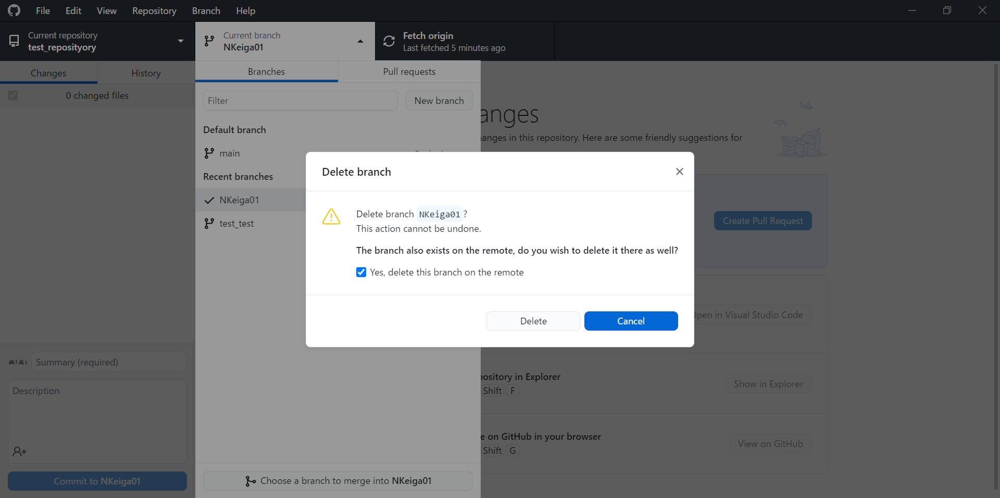 File Edit View Repository Branch Help
Current repository
test_reposityory
Current branch
NKeiga01
Fetch origin
Last fetched 5 minutes ago
Changes
History
0 changed files
Summary (required)
Description
Commit to NKeiga01
Branches
Pull requests
Filter
New branch
Default branch
main
Recent branches
NKeiga01
test_test
Choose a branch to merge into NKeiga01
anges
anges in this repository. Here are some friendly suggestions for
Create Pull Request
pen in Visual Studio Code
ository in Explorer
Shift F
Show in Explorer
e on GitHub in your browser
Shift G
View on GitHub
Delete branch
Delete branch NKeiga01 ?
This action cannot be undone.
The branch also exists on the remote, do you wish to delete it there as well?
Yes, delete this branch on the remote
Delete
Cancel